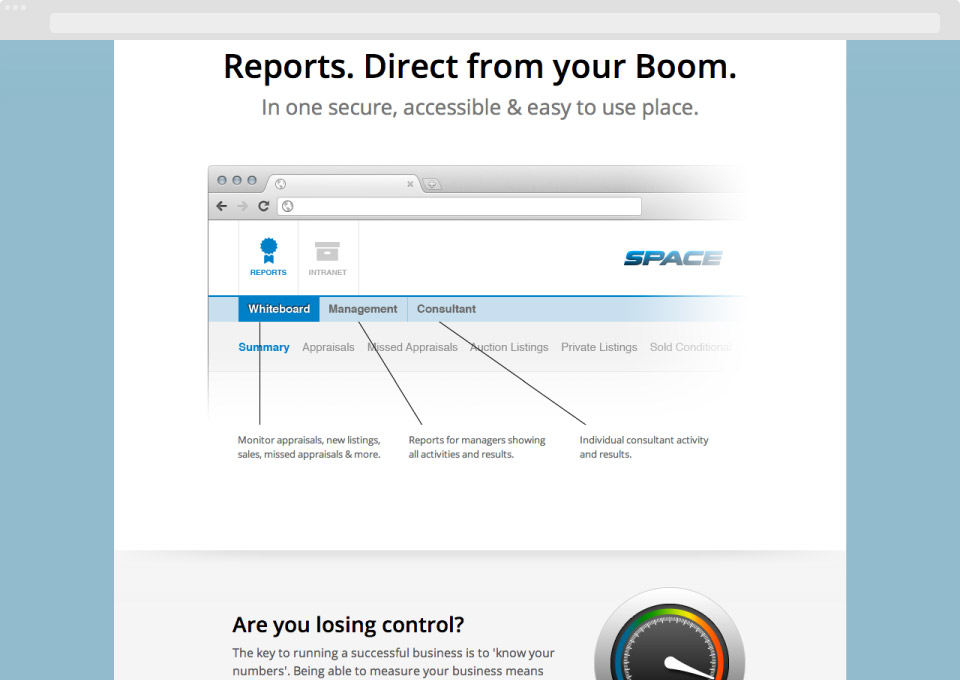 Reports. Direct from your Boom.
In one secure, accessible & easy to use place.
REPORTS
INTRANET
SPACE
Whiteboard
Management
Consultant
Summary
Appraisals
Missed Appraisals
Auction Listings
Private Listings
Sold Conditional
Monitor appraisals, new listings,
sales, missed appraisals & more.
Reports for managers showing
all activities and results.
Individual consultant activity
and results.
Are you losing control?
The key to running a successful business is to 'know your
numbers'. Being able to measure your business means